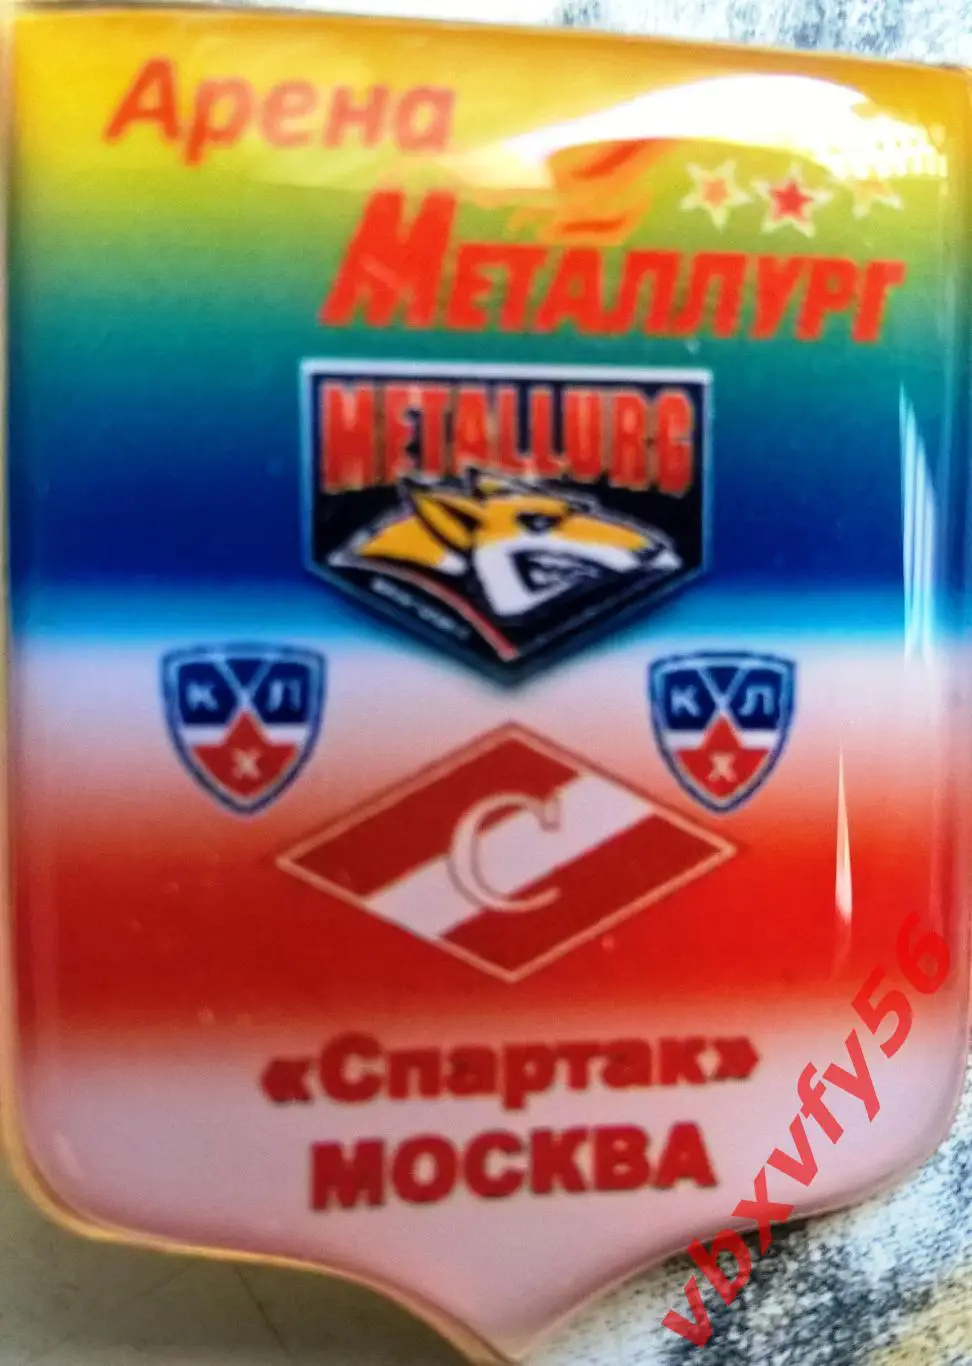 Арена
Металлург
METALLURG
КХЛ
КХЛ
С
«Спартак»
МОСКВА
vbxvfy56